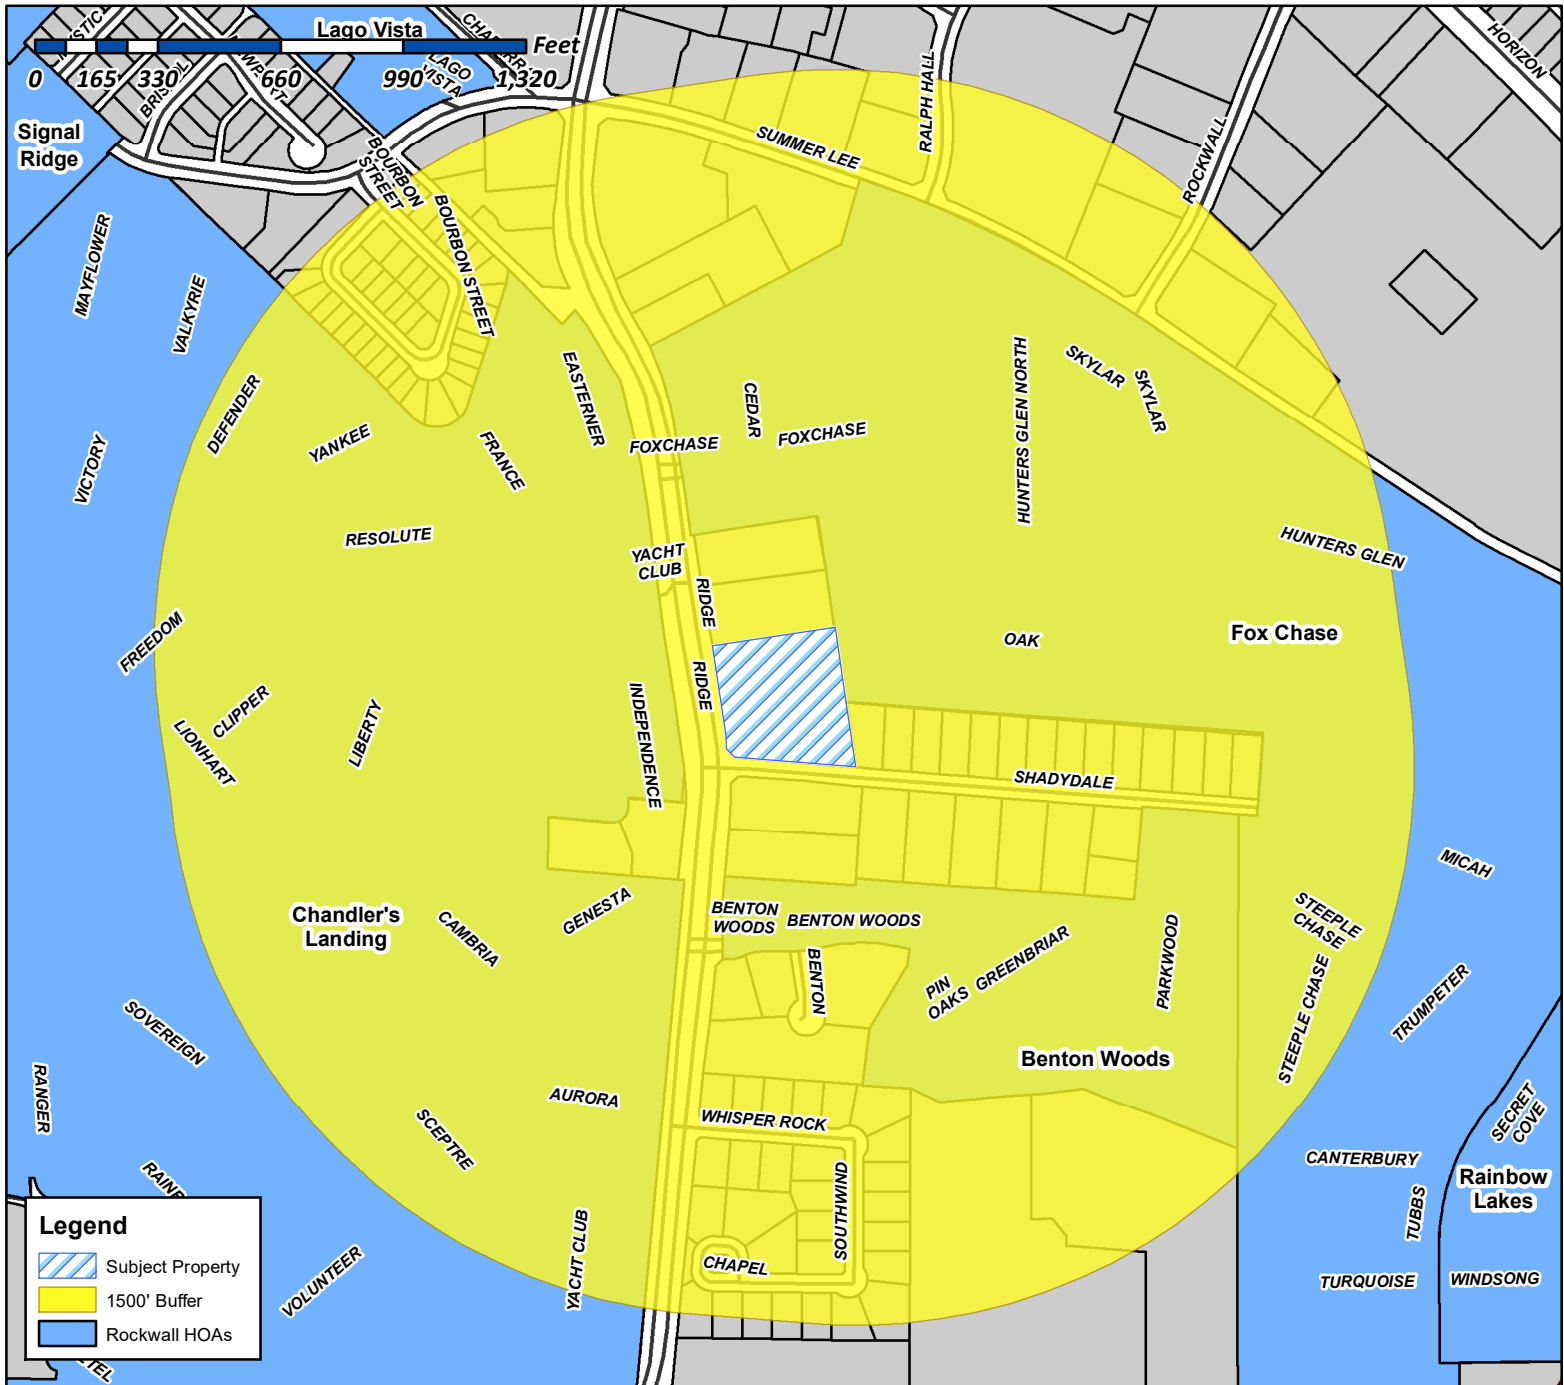 Lago Vista
Feet
0 165 330 660 990 1,320
BRISTOL
LAGO
VISTA
Signal
Ridge
SUMMER LEE
RALPH HALL
ROCKWALL
HORIZON
BOURBON
STREET
BOURBON STREET
MAYFLOWER
VALKYRIE
DEFENDER
YANKEE
FRANCE
EASTERNER
VICTORY
RESOLUTE
FOXCHASE
CEDAR
FOXCHASE
HUNTERS GLEN NORTH
SKYLAR
SKYLAR
HUNTERS GLEN
YACHT
CLUB
RIDGE
FREEDOM
CLIPPER
LIONHART
LIBERTY
INDEPENDENCE
RIDGE
OAK
Fox Chase
SHADYDALE
MICAH
Chandler's
Landing
CAMBRIA
GENESTA
BENTON
WOODS
BENTON WOODS
BENTON
PIN
OAKS
GREENBRIAR
PARKWOOD
STEEPLE
CHASE
STEEPLE CHASE
TRUMPETER
Benton Woods
SOVEREIGN
RANGER
AURORA
SCEPTRE
WHISPER ROCK
SOUTHWIND
CHAPEL
YACHT CLUB
VOLUNTEER
CANTERBURY
TUBBS
TURQUOISE
WINDSONG
SECRET
COVE
Rainbow
Lakes
Legend
Subject Property
1500' Buffer
Rockwall HOAs